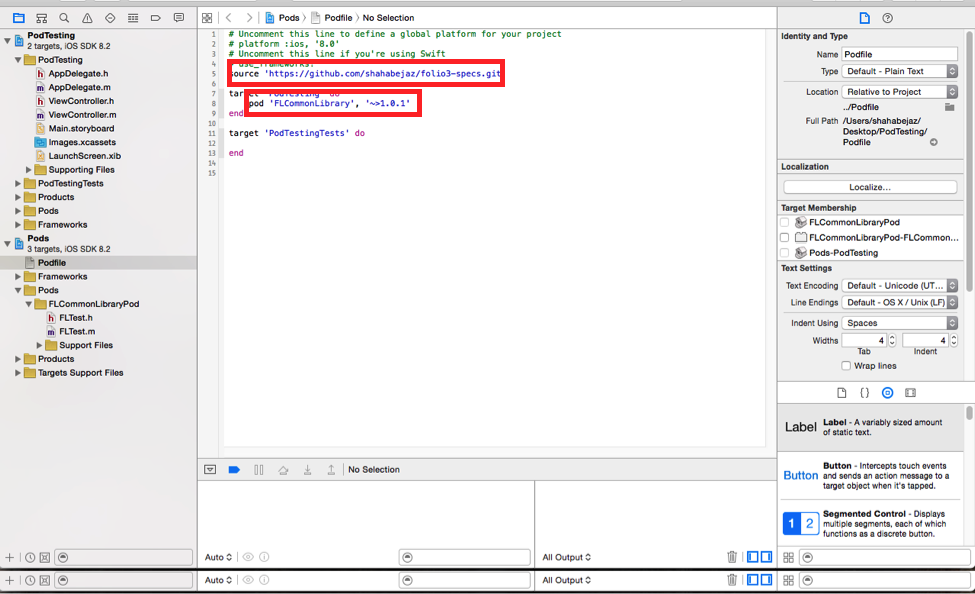 Pods
Podfile
No Selection
PodTesting
2 targets, iOS SDK 8.2
PodTesting
AppDelegate.h
AppDelegate.m
ViewController.h
ViewController.m
Main.storyboard
Images.xcassets
LaunchScreen.xib
Supporting Files
PodTestingTests
Products
Pods
Frameworks
Pods
3 targets, iOS SDK 8.2
Podfile
Frameworks
Pods
FLCommonLibraryPod
FLTest.h
FLTest.m
Support Files
Products
Targets Support Files
1 # Uncomment this line to define a global platform for your project
2 # platform :ios, '8.0'
3 # Uncomment this line if you're using Swift
4 use_frameworks!
5 source 'https://github.com/shahabejaz/folio3-specs.git
6
7 target 'PodTesting' do
8 pod 'FLCommonLibrary', '~>1.0.1'
9 end
10
11 target 'PodTestingTests' do
12
13 end
14
15
No Selection
Auto
All Output
Auto
All Output
Identity and Type
Name Podfile
Type Default - Plain Text
Location Relative to Project
../Podfile
Full Path /Users/shahabejaz/
Desktop/PodTesting/
Podfile
Localization
Localize...
Target Membership
FLCommonLibraryPod
FLCommonLibraryPod-FLCommon...
Pods-PodTesting
Text Settings
Text Encoding Default - Unicode (UT...
Line Endings Default - OS X / Unix (LF)
Indent Using Spaces
Widths 4 4
Tab Indent
Wrap lines
Label Label - A variably sized amount
of static text.
Button Button - Intercepts touch events
and sends an action message to a
target object when it's tapped.
1 2 Segmented Control - Displays
multiple segments, each of which
functions as a discrete button.